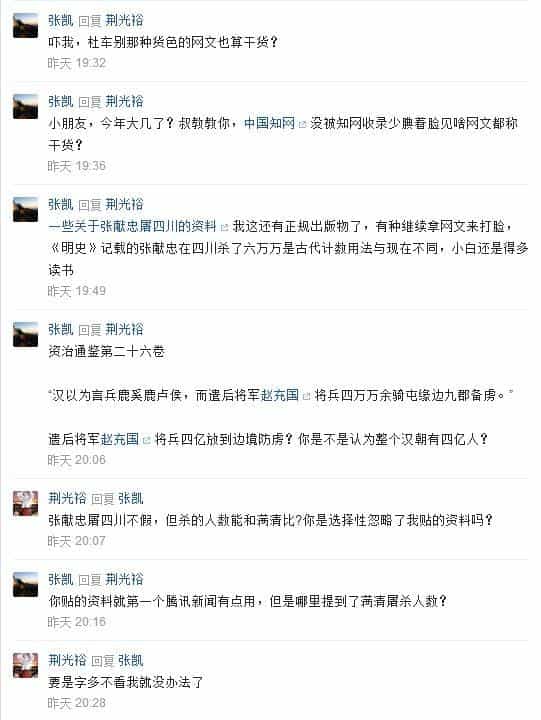 张凯 回复 荆光裕
吓我，杜车别那种货色的网文也算干货？
昨天 19:32
张凯 回复 荆光裕
小朋友，今年大几了？叔教教你，中国知网 没被知网收录少腆着脸见啥网文都称
干货？
昨天 19:36
张凯 回复 荆光裕
一些关于张献忠屠四川的资料 我这还有正规出版物了，有种继续拿网文来打脸，
《明史》记载的张献忠在四川杀了六万万是古代计数用法与现在不同，小白还是得多
读书
昨天 19:49
张凯 回复 荆光裕
资治通鉴第二十六卷
“汉以为言兵鹿奚鹿卢侯，而遣后将军赵充国 将兵四万万余骑屯缘边九郡备虏。”
遣后将军赵充国 将兵四亿放到边境防虏？你是不是认为整个汉朝有四亿人？
昨天 20:06
荆光裕 回复 张凯
张献忠屠四川不假，但杀的人数能和满清比?你是选择性忽略了我贴的资料吗？
昨天 20:07
张凯 回复 荆光裕
你贴的资料就第一个腾讯新闻有点用，但是哪里提到了满清屠杀人数？
昨天 20:16
荆光裕 回复 张凯
要是字多不看我就没办法了
昨天 20:28